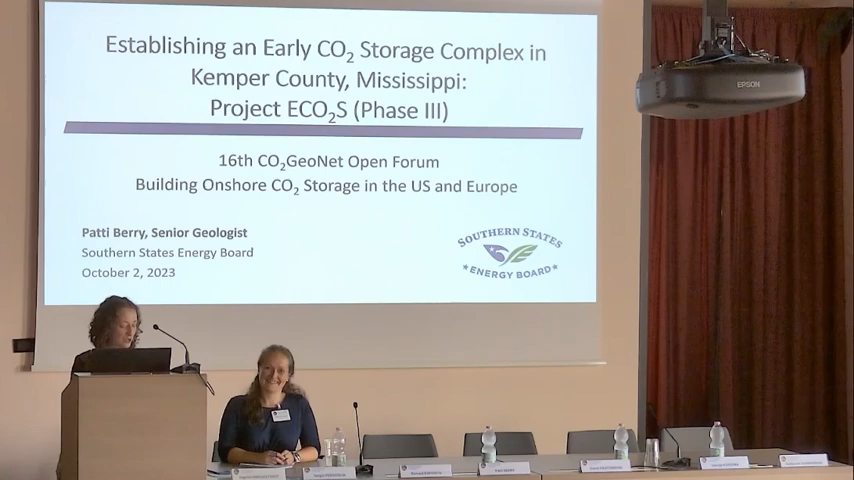 Establishing an Early CO₂ Storage Complex in
Kemper County, Mississippi:
Project ECO₂S (Phase III)
16th CO₂GeoNet Open Forum
Building Onshore CO₂ Storage in the US and Europe
Patti Berry, Senior Geologist
Southern States Energy Board
October 2, 2023
SOUTHERN STATES
ENERGY BOARD
EPSON